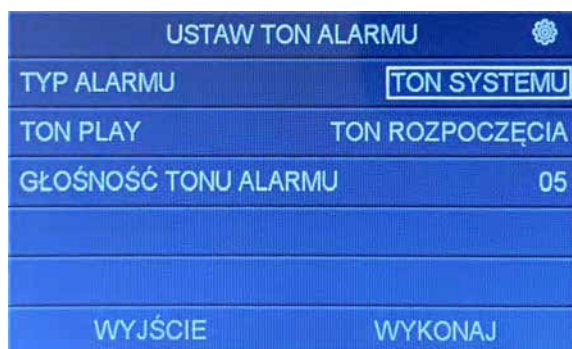 USTAW TON ALARMU
TYP ALARMU TON SYSTEMU
TON PLAY TON ROZPOCZĘCIA
GŁOŚNOŚĆ TONU ALARMU 05
WYJŚCIE WYKONAJ